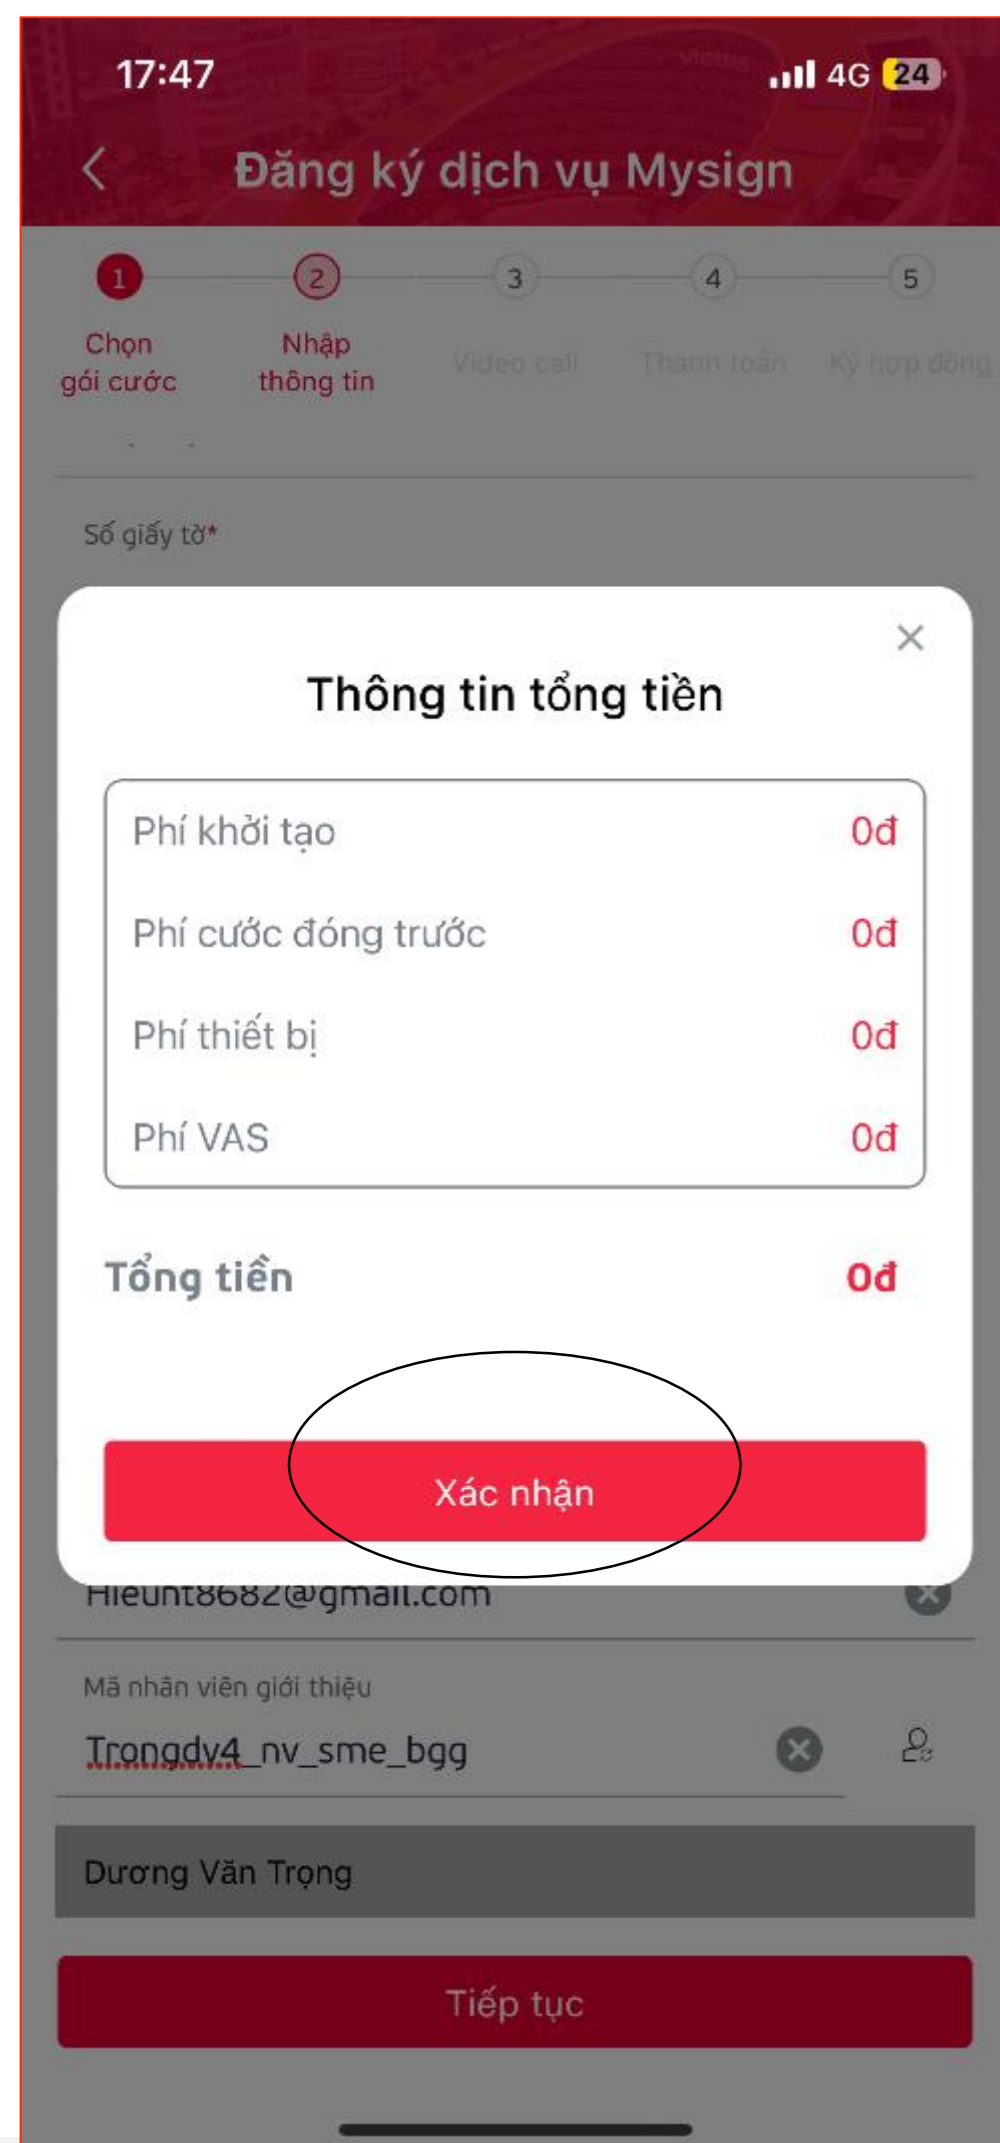 17:47
4G 24
Đăng ký dịch vụ Mysign
1 2 3 4 5
Chọn gói cước
Nhập thông tin
Video call
Thanh toán
Ký hợp đồng
Số giấy tờ*
Thông tin tổng tiền
Phí khởi tạo 0đ
Phí cước đóng trước 0đ
Phí thiết bị 0đ
Phí VAS 0đ
Tổng tiền 0đ
Xác nhận
Hieunt8682@gmail.com
Mã nhân viên giới thiệu
Trongdv4_nv_sme_bgg
Dương Văn Trọng
Tiếp tục